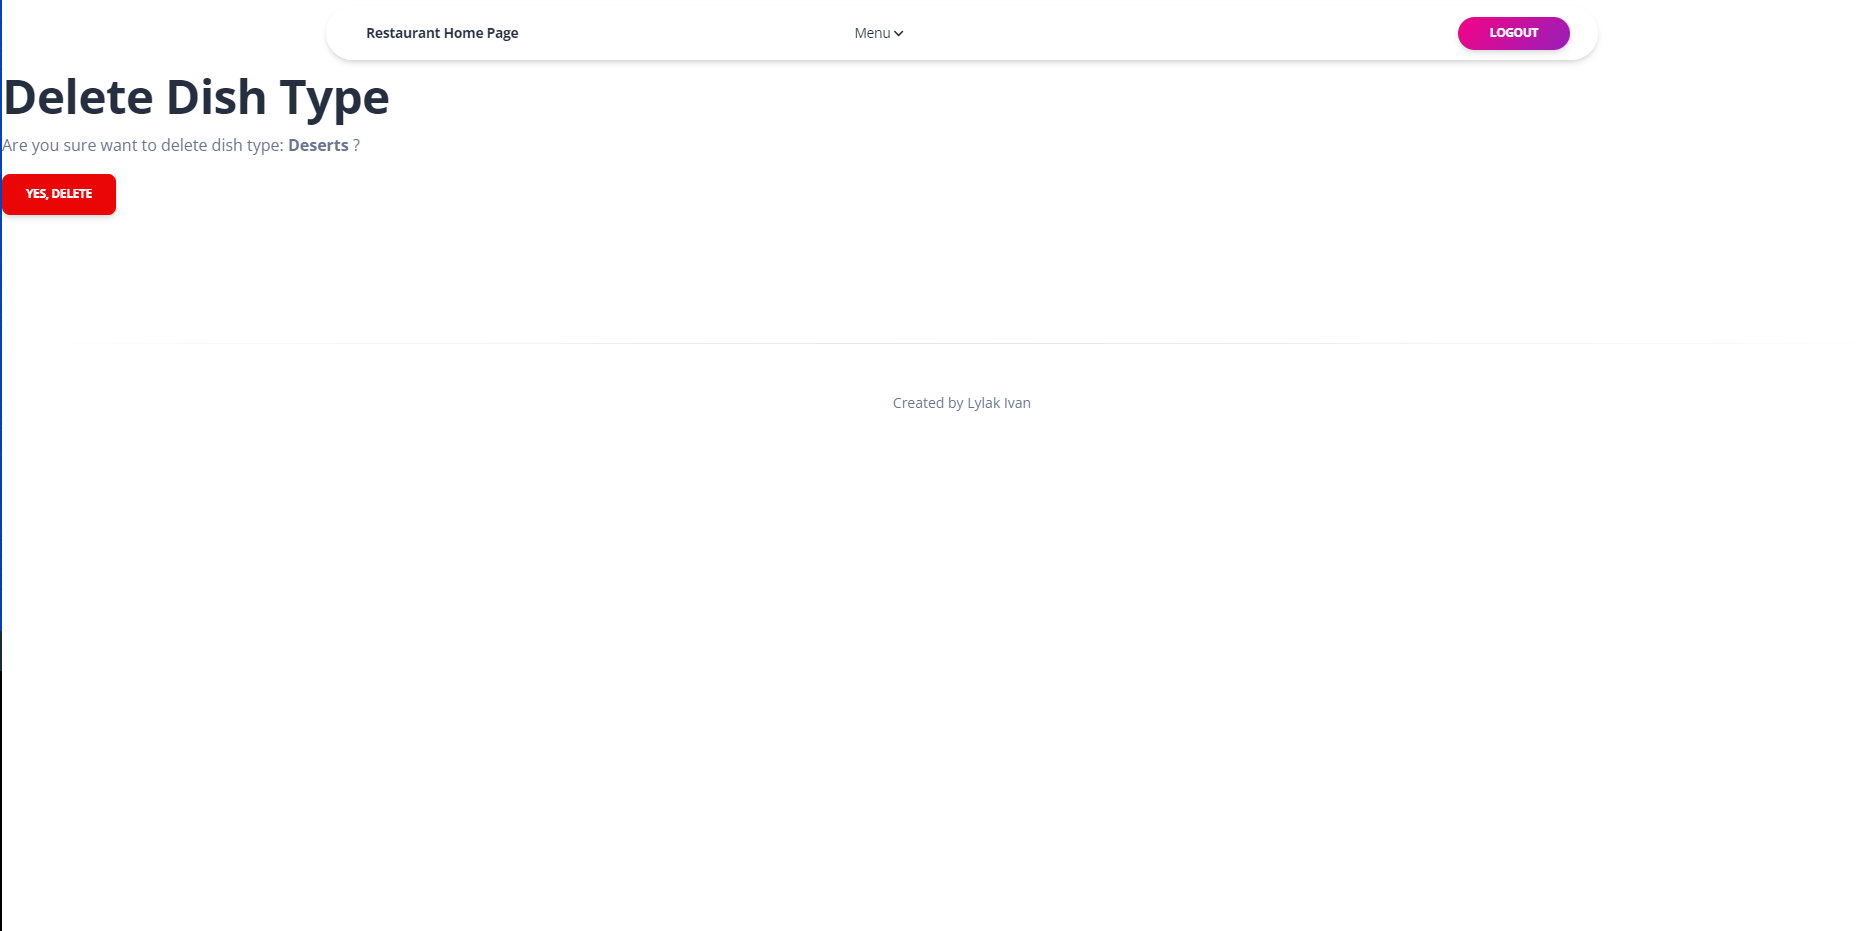 Restaurant Home Page Menu LOGOUT
Delete Dish Type
Are you sure want to delete dish type: Deserts ?
YES, DELETE
Created by Lylak Ivan